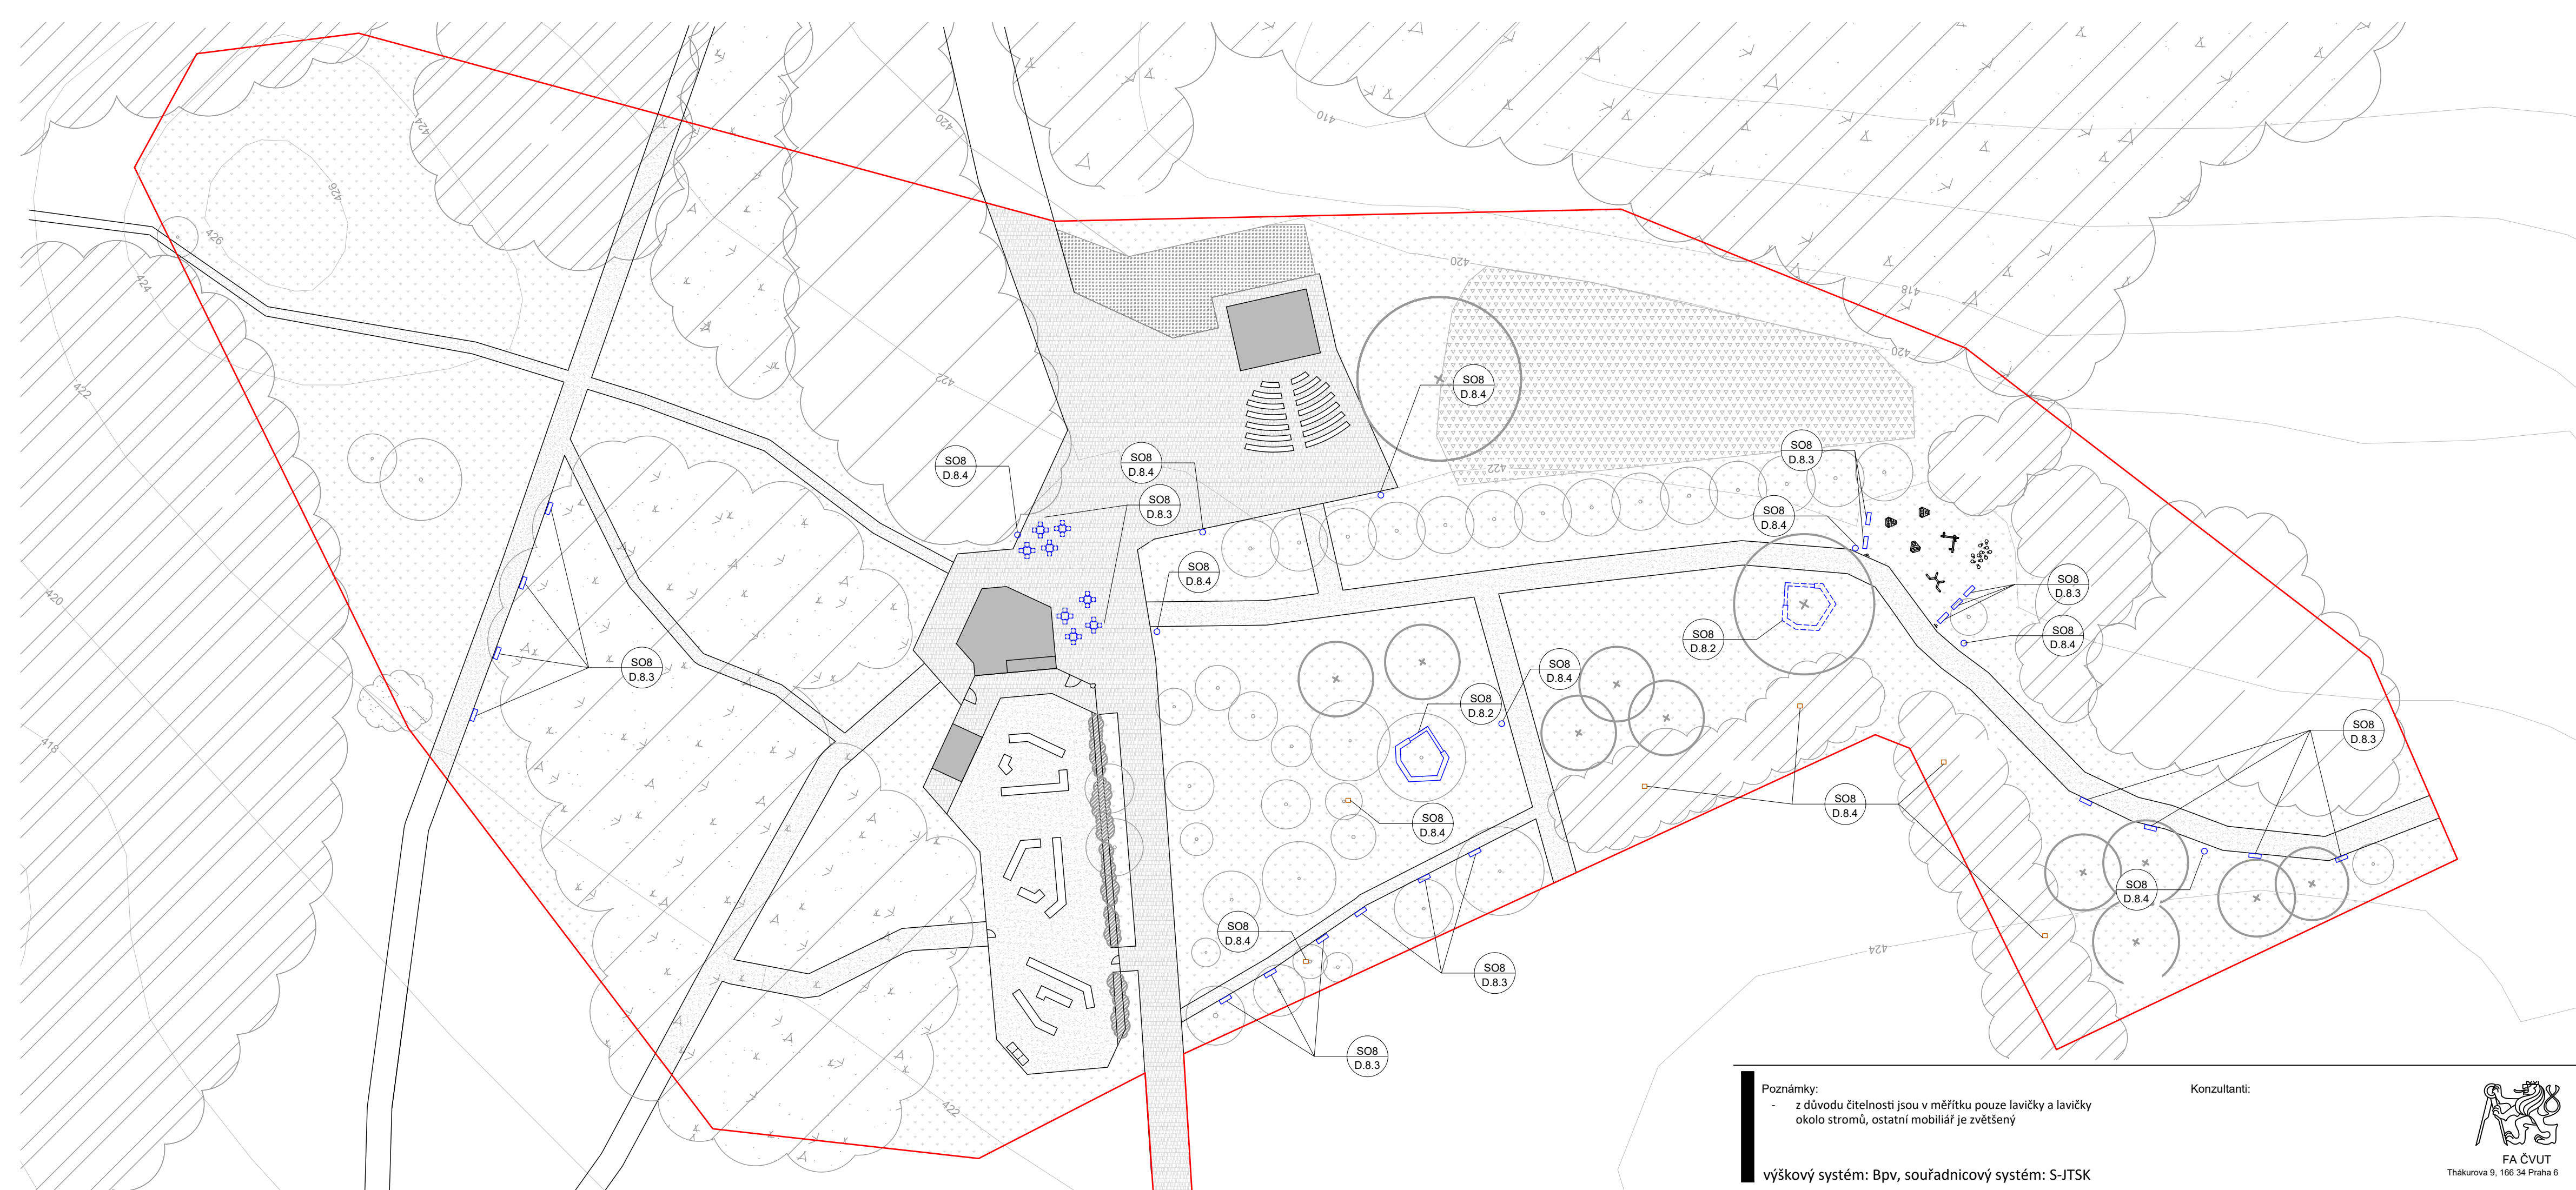 424
420
410
414
426
426
424
420
418
422
422
420
SO8
D.8.4
SO8
D.8.4
SO8
D.8.4
422
SO8
D.8.3
SO8
D.8.3
SO8
D.8.4
SO8
D.8.4
SO8
D.8.3
420
SO8
D.8.3
SO8
D.8.2
SO8
D.8.4
SO8
D.8.4
SO8
D.8.2
418
SO8
D.8.3
SO8
D.8.4
SO8
D.8.4
SO8
D.8.4
SO8
D.8.4
424
SO8
D.8.3
SO8
D.8.3
422
Poznámky:
- z důvodu čitelnosti jsou v měřítku pouze lavičky a lavičky
okolo stromů, ostatní mobiliář je zvětšený
výškový systém: Bpv, souřadnicový systém: S-JTSK
Konzultanti:
FA ČVUT
Thákurova 9, 166 34 Praha 6